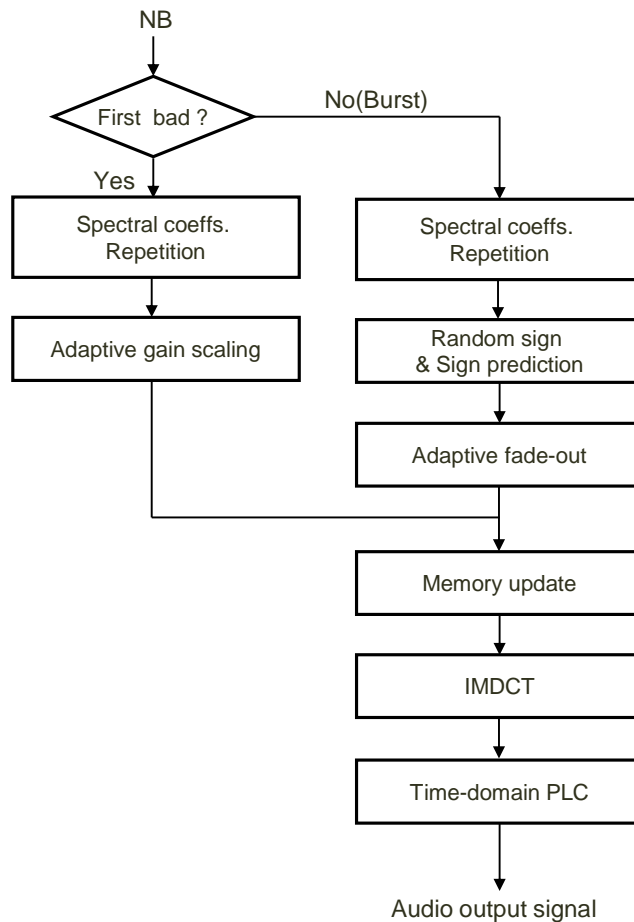 NB
First bad ?
No(Burst)
Yes
Spectral coeffs.
Repetition
Adaptive gain scaling
Spectral coeffs.
Repetition
Random sign
& Sign prediction
Adaptive fade-out
Memory update
IMDCT
Time-domain PLC
Audio output signal